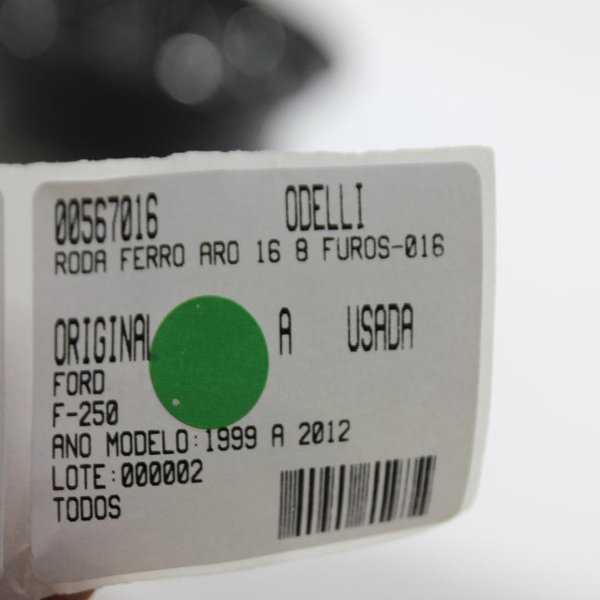 00567016 ODELLI
RODA FERRO ARO 16 8 FUROS-016
ORIGINAL A USADA
FORD
F-250
ANO MODELO:1999 A 2012
LOTE:000002
TODOS